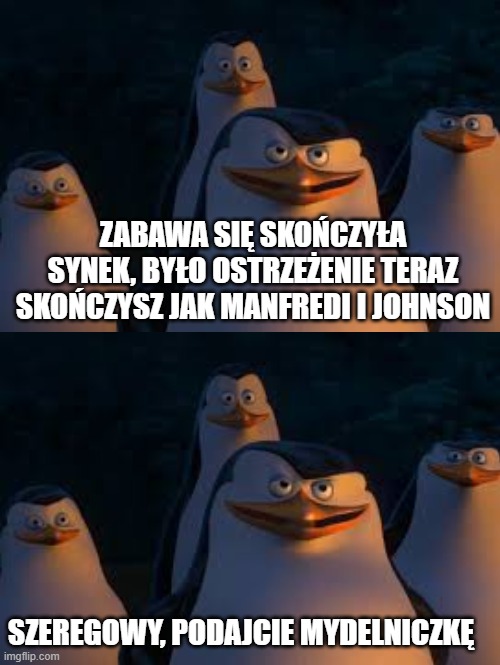 ZABAWA SIĘ SKOŃCZYŁA
SYNEK, BYŁO OSTRZEŻENIE TERAZ
SKOŃCZYSZ JAK MANFREDI I JOHNSON
SZEREGOWY, PODAJCIE MYDELNICZKĘ
imgflip.com